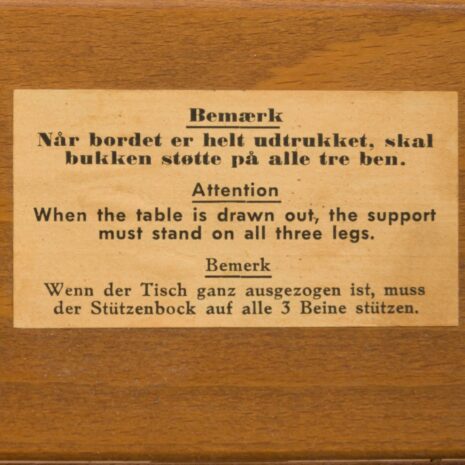 Bemærk
Når bordet er helt udtrukket, skal
bukken støtte på alle tre ben.
Attention
When the table is drawn out, the support
must stand on all three legs.
Bemerk
Wenn der Tisch ganz ausgezogen ist, muss
der Stützenbock auf alle 3 Beine stützen.